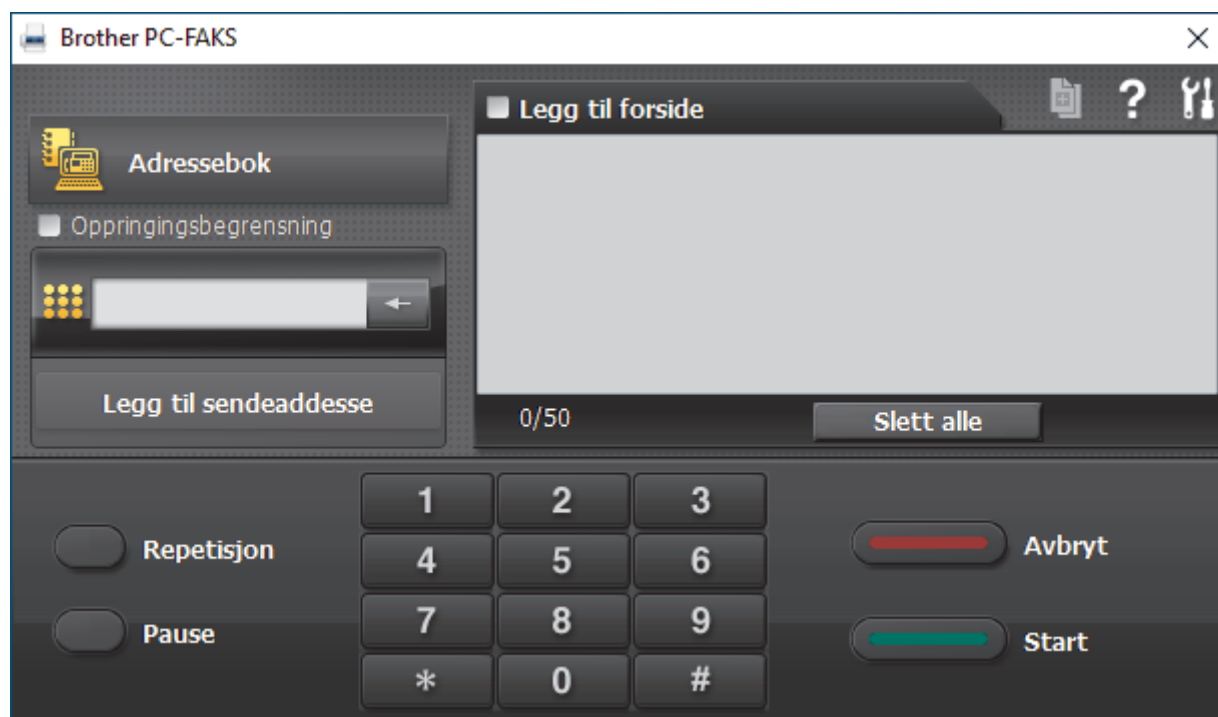 Brother PC-FAKS
Legg til forside
?
Adressebok
Oppringingsbegrensning
Legg til sendeaddesse
0/50
Slett alle
1 2 3
4 5 6
7 8 9
* 0 #
Repetisjon
Pause
Avbryt
Start